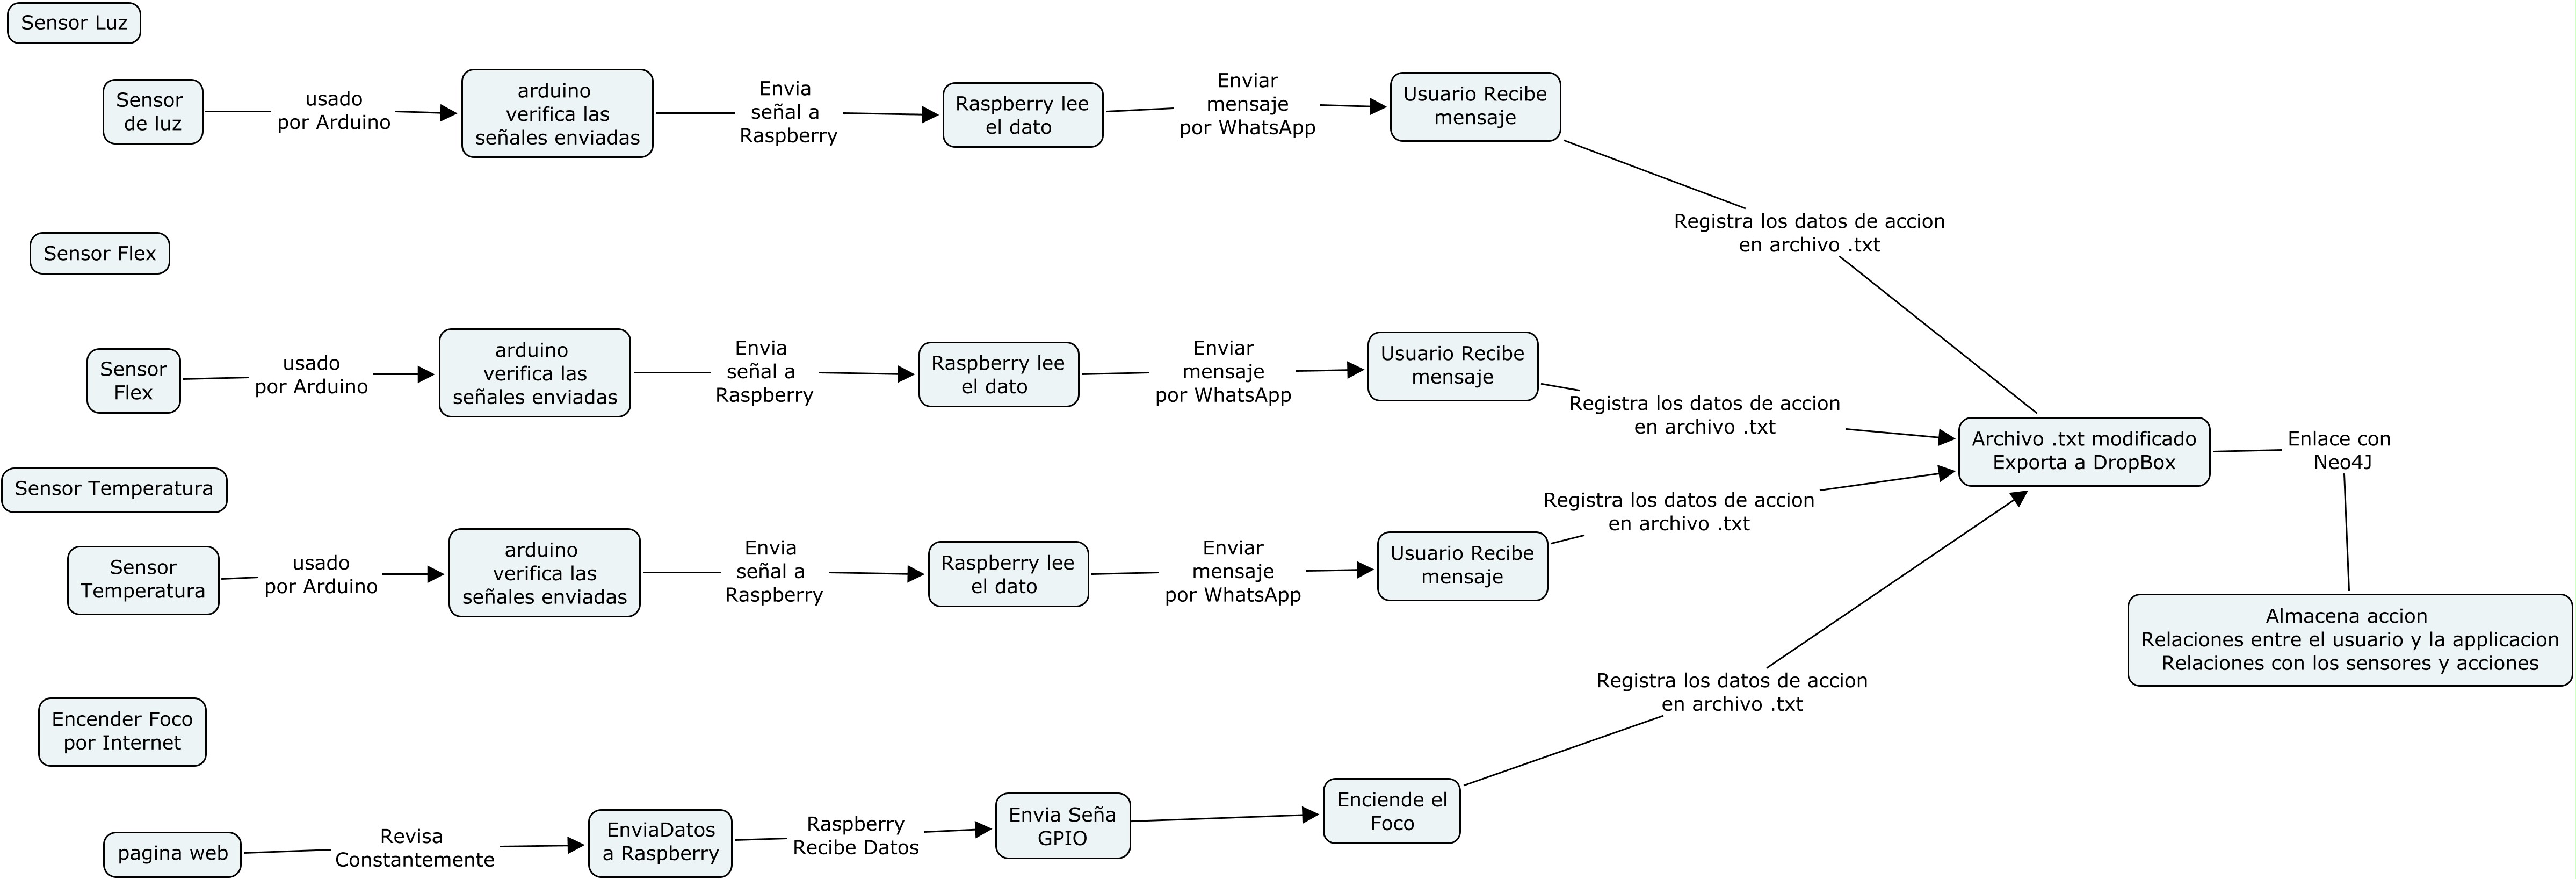 Sensor Luz
Sensor
de luz
usado
por Arduino
arduino
verifica las
señales enviadas
Envia
señal a
Raspberry
Raspberry lee
el dato
Enviar
mensaje
por WhatsApp
Usuario Recibe
mensaje
Registra los datos de accion
en archivo .txt
Sensor Flex
Sensor
Flex
usado
por Arduino
arduino
verifica las
señales enviadas
Envia
señal a
Raspberry
Raspberry lee
el dato
Enviar
mensaje
por WhatsApp
Usuario Recibe
mensaje
Registra los datos de accion
en archivo .txt
Archivo .txt modificado
Exporta a DropBox
Enlace con
Neo4J
Sensor Temperatura
Sensor
Temperatura
usado
por Arduino
arduino
verifica las
señales enviadas
Envia
señal a
Raspberry
Raspberry lee
el dato
Enviar
mensaje
por WhatsApp
Usuario Recibe
mensaje
Registra los datos de accion
en archivo .txt
Almacena accion
Relaciones entre el usuario y la applicacion
Relaciones con los sensores y acciones
Encender Foco
por Internet
pagina web
Revisa
Constantemente
EnviaDatos
a Raspberry
Raspberry
Recibe Datos
Envia Seña
GPIO
Enciende el
Foco
Registra los datos de accion
en archivo .txt